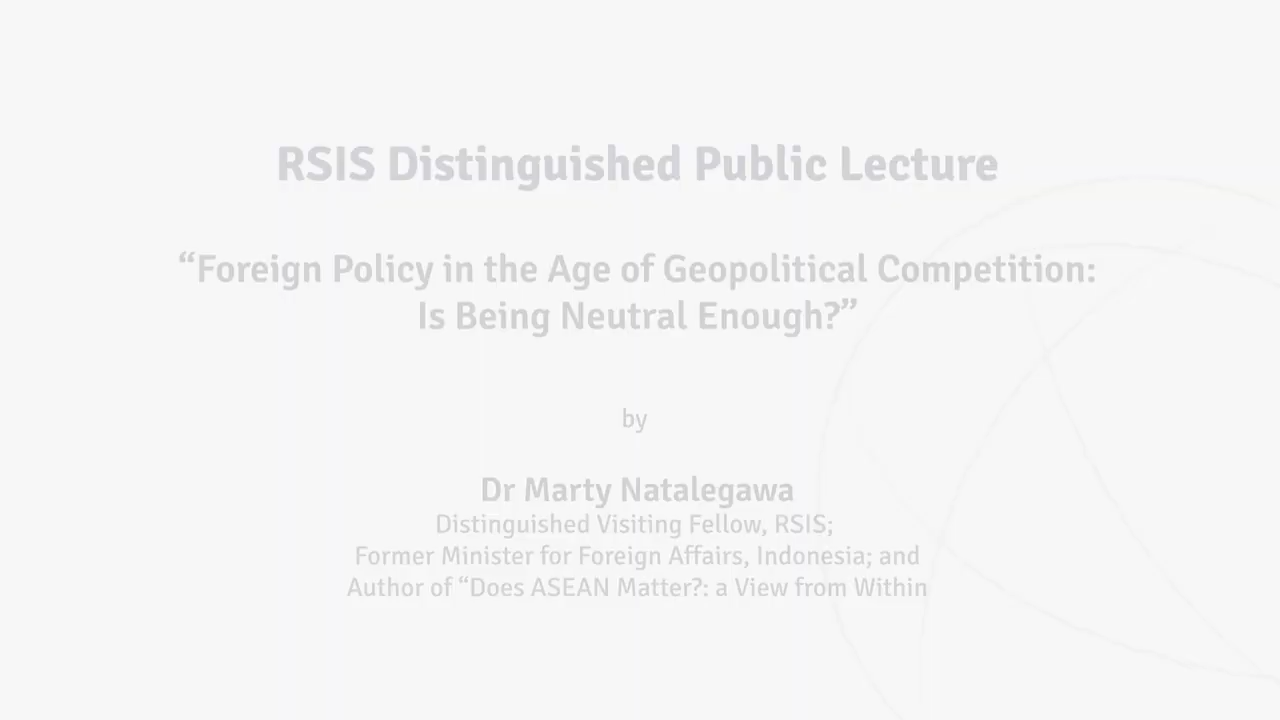 RSIS Distinguished Public Lecture
“Foreign Policy in the Age of Geopolitical Competition:
Is Being Neutral Enough?”
by
Dr Marty Natalegawa
Distinguished Visiting Fellow, RSIS;
Former Minister for Foreign Affairs, Indonesia; and
Author of “Does ASEAN Matter?: a View from Within